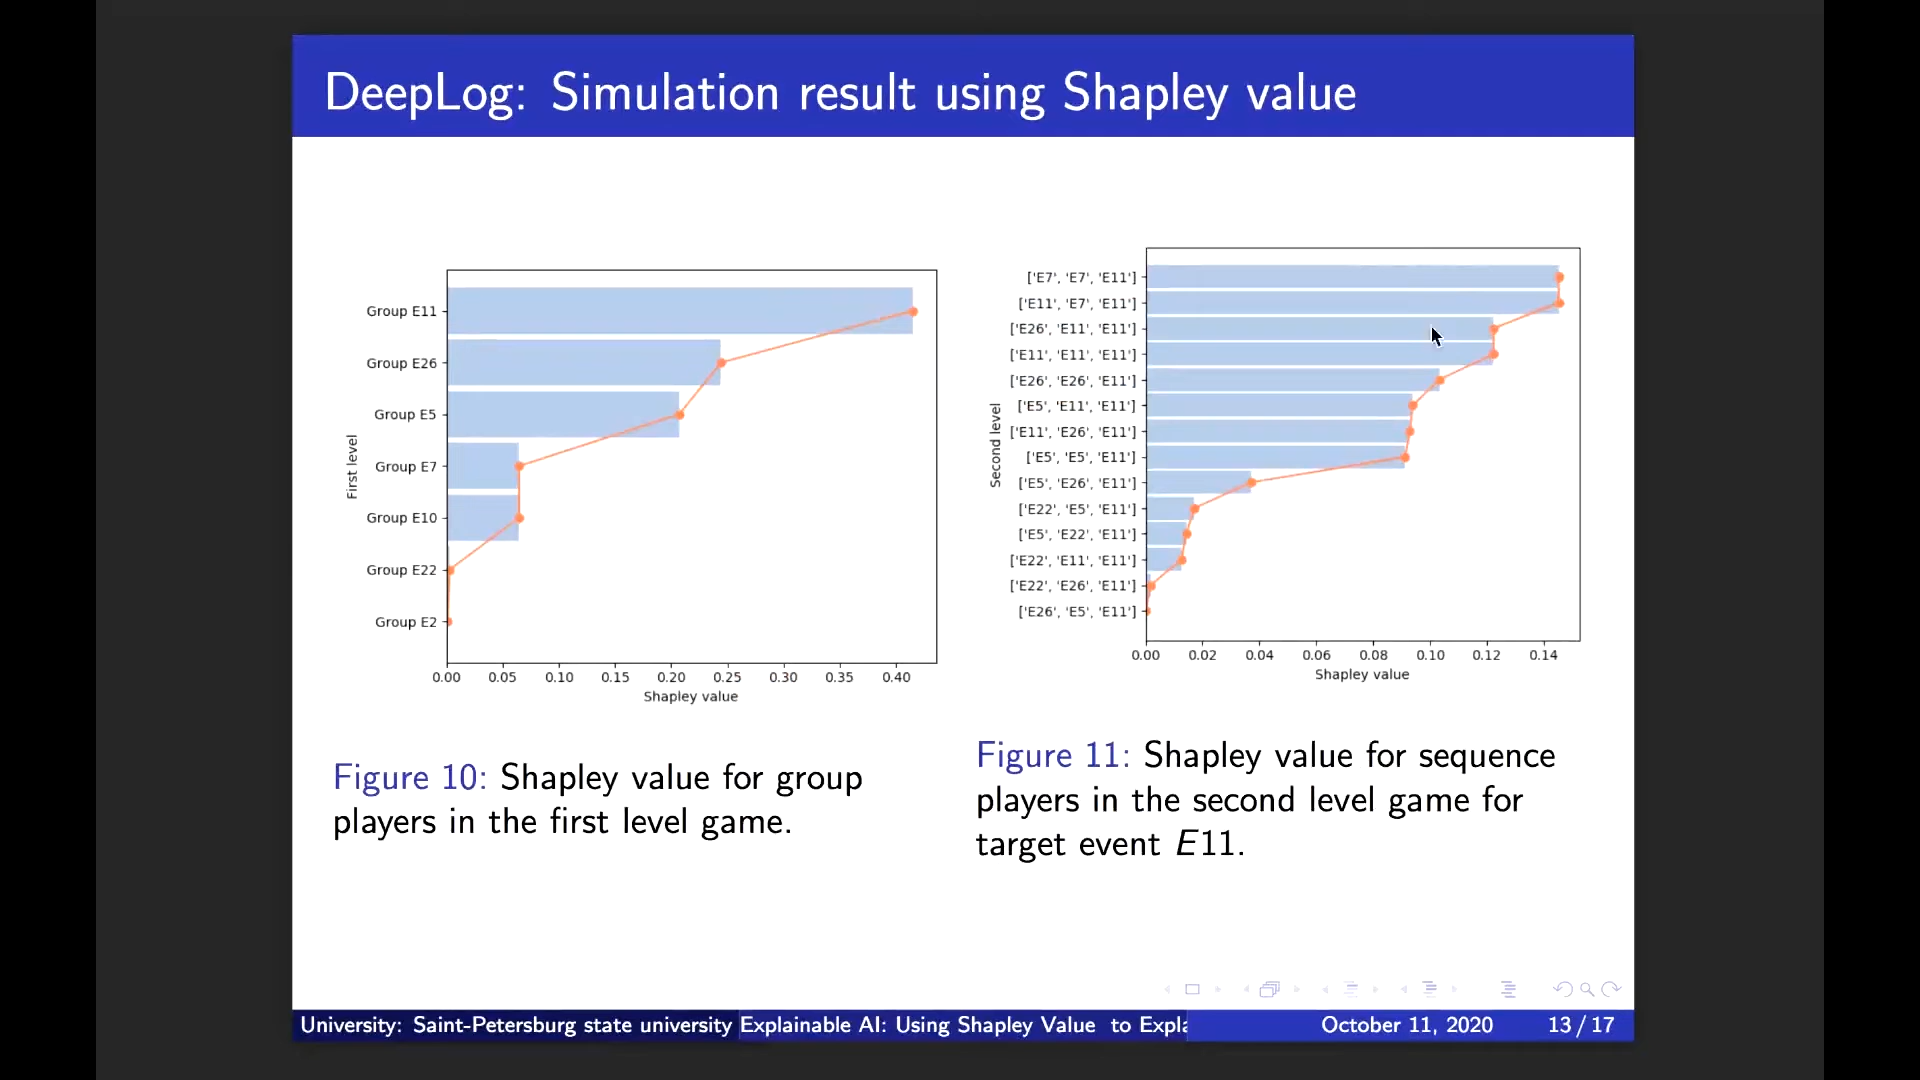 DeepLog: Simulation result using Shapley value
First level
Group E11
Group E26
Group E5
Group E7
Group E10
Group E22
Group E2
0.00 0.05 0.10 0.15 0.20 0.25 0.30 0.35 0.40
Shapley value
Figure 10: Shapley value for group
players in the first level game.
Second level
['E7', 'E7', 'E11']
['E11', 'E7', 'E11']
['E26', 'E11', 'E11']
['E11', 'E11', 'E11']
['E26', 'E26', 'E11']
['E5', 'E11', 'E11']
['E11', 'E26', 'E11']
['E5', 'E5', 'E11']
['E5', 'E26', 'E11']
['E22', 'E5', 'E11']
['E5', 'E22', 'E11']
['E22', 'E11', 'E11']
['E22', 'E26', 'E11']
['E26', 'E5', 'E11']
0.00 0.02 0.04 0.06 0.08 0.10 0.12 0.14
Shapley value
Figure 11: Shapley value for sequence
players in the second level game for
target event E11.
University: Saint-Petersburg state university Explainable AI: Using Shapley Value to Expla October 11, 2020 13 / 17